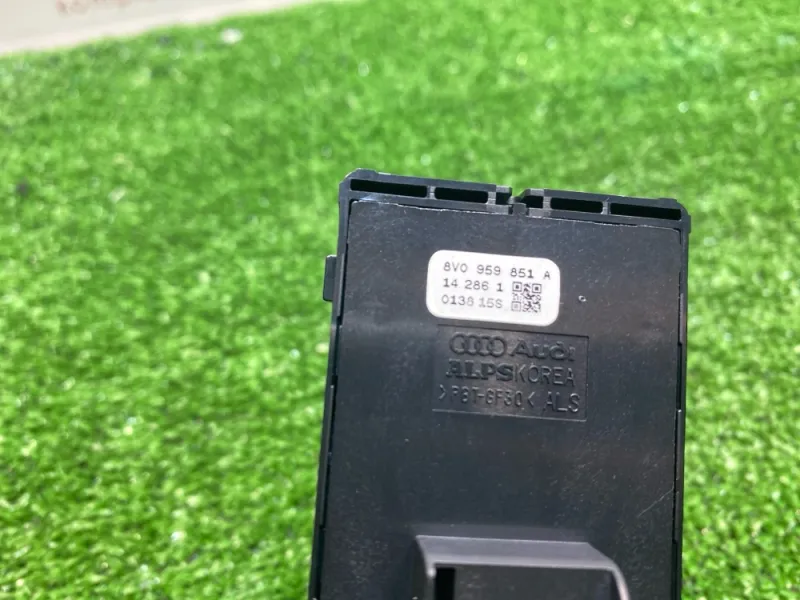 8V0 959 851 A
14 286 1
0138 15S
Audi
ALPS KOREA
>PBT-GF30< ALS